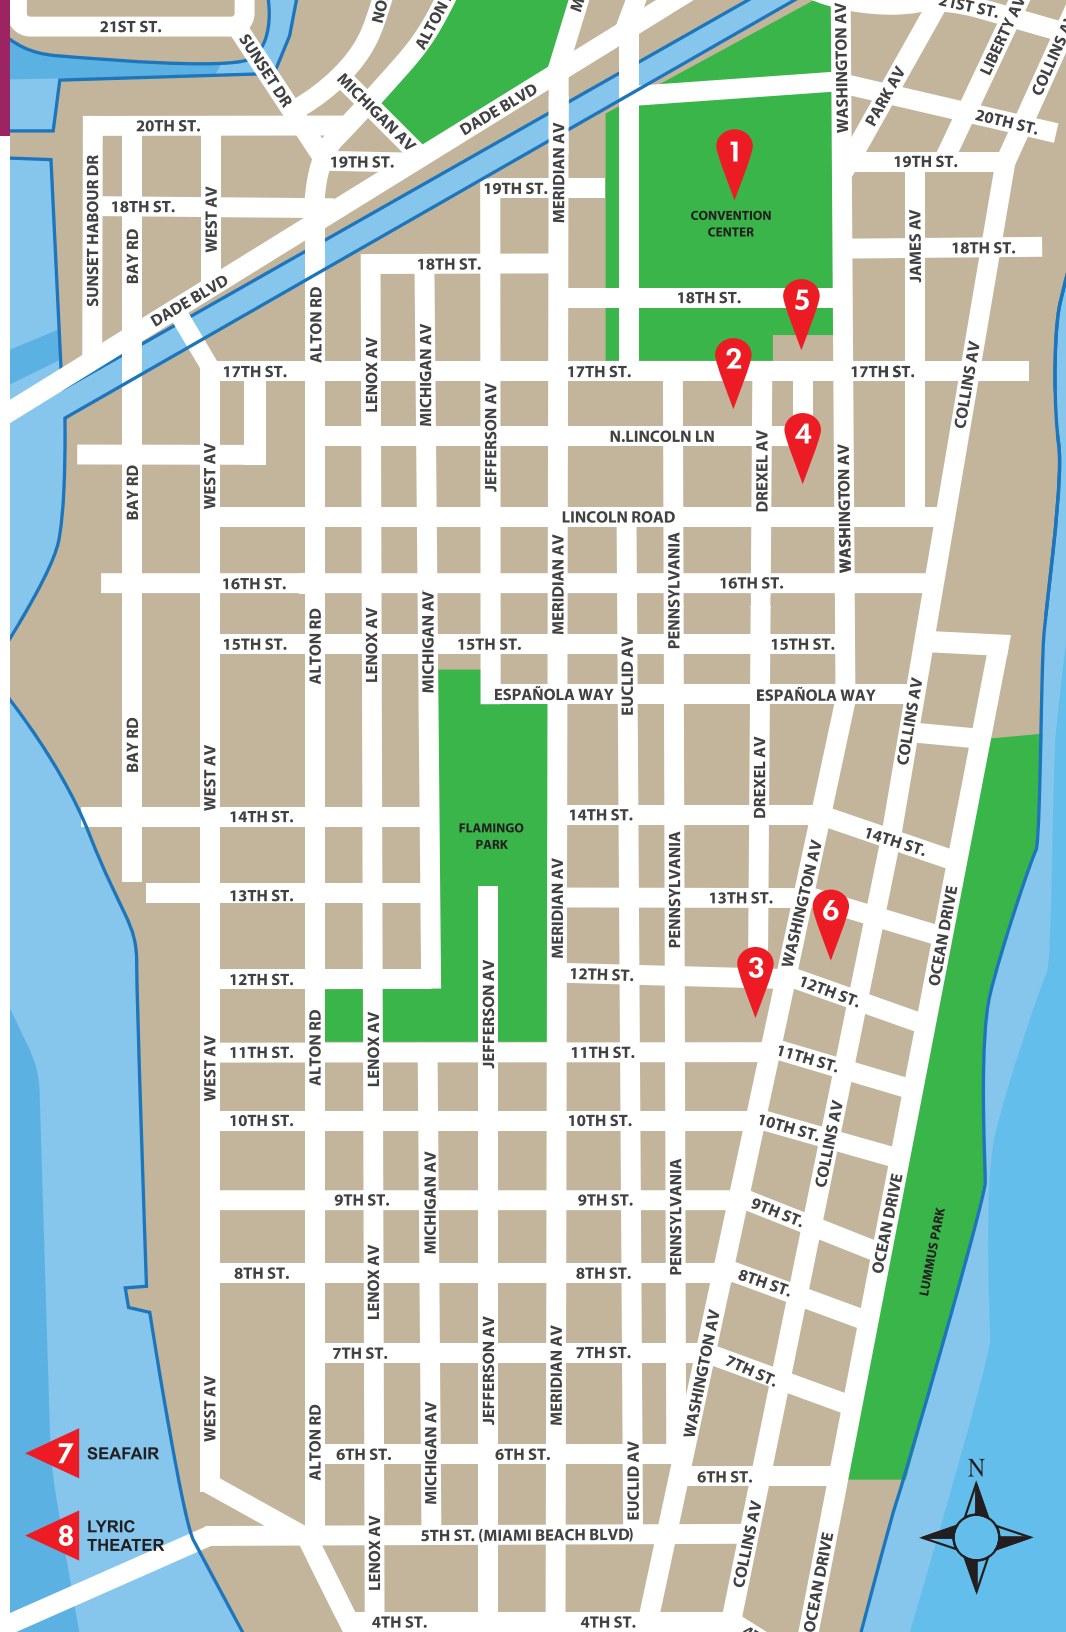 21ST ST.
SUNSET DR
NO
ALTON
M
WASHINGTON AV
21ST ST.
LIBERTY AV
COLLINS A
PARK AV
MICHIGAN AV
DADE BLVD
MERIDIAN AV
20TH ST.
20TH ST.
19TH ST.
19TH ST.
19TH ST.
1
CONVENTION
CENTER
SUNSET HABOUR DR
18TH ST.
BAY RD
WEST AV
JAMES AV
18TH ST.
18TH ST.
DADE BLVD
18TH ST.
5
ALTON RD
LENOX AV
MICHIGAN AV
JEFFERSON AV
2
COLLINS AV
17TH ST.
17TH ST.
17TH ST.
N.LINCOLN LN
4
BAY RD
WEST AV
DREXEL AV
WASHINGTON AV
LINCOLN ROAD
MERIDIAN AV
PENNSYLVANIA
16TH ST.
16TH ST.
ALTON RD
LENOX AV
MICHIGAN AV
15TH ST.
15TH ST.
15TH ST.
EUCLID AV
ESPAÑOLA WAY
ESPAÑOLA WAY
COLLINS AV
BAY RD
WEST AV
DREXEL AV
14TH ST.
14TH ST.
14TH ST.
FLAMINGO
PARK
MERIDIAN AV
PENNSYLVANIA
WASHINGTON AV
13TH ST.
13TH ST.
6
OCEAN DRIVE
12TH ST.
12TH ST.
3
12TH ST.
WEST AV
ALTON RD
LENOX AV
JEFFERSON AV
11TH ST.
11TH ST.
11TH ST.
10TH ST.
10TH ST.
10TH ST.
COLLINS AV
MICHIGAN AV
PENNSYLVANIA
9TH ST.
9TH ST.
9TH ST.
OCEAN DRIVE
LUMMUS PARK
8TH ST.
LENOX AV
8TH ST.
8TH ST.
7TH ST.
JEFFERSON AV
MERIDIAN AV
7TH ST.
WASHINGTON AV
7TH ST.
WEST AV
ALTON RD
MICHIGAN AV
7 SEAFAIR
6TH ST.
6TH ST.
EUCLID AV
6TH ST.
N
8 LYRIC
THEATER
LENOX AV
5TH ST. (MIAMI BEACH BLVD)
COLLINS AV
OCEAN DRIVE
4TH ST.
4TH ST.